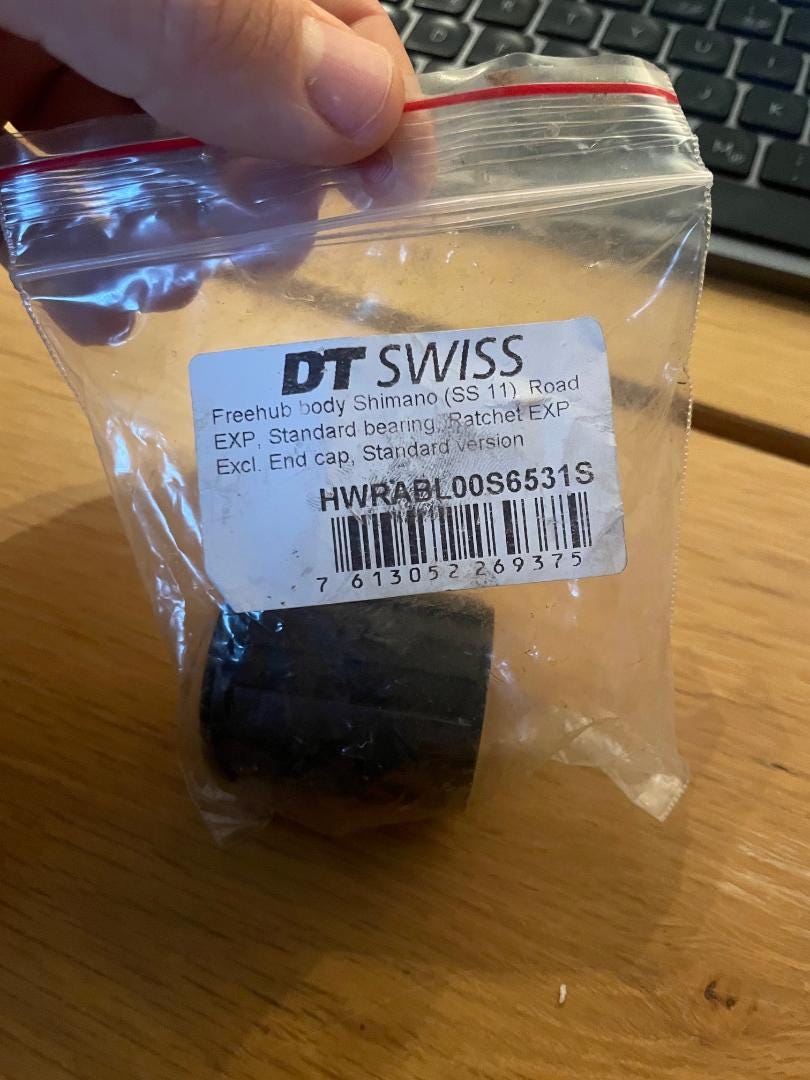 DT SWISS
Freehub body Shimano (SS 11), Road
EXP, Standard bearing, Ratchet EXP
Excl. End cap, Standard version
HWRABL00S6531S
7 613052 269375